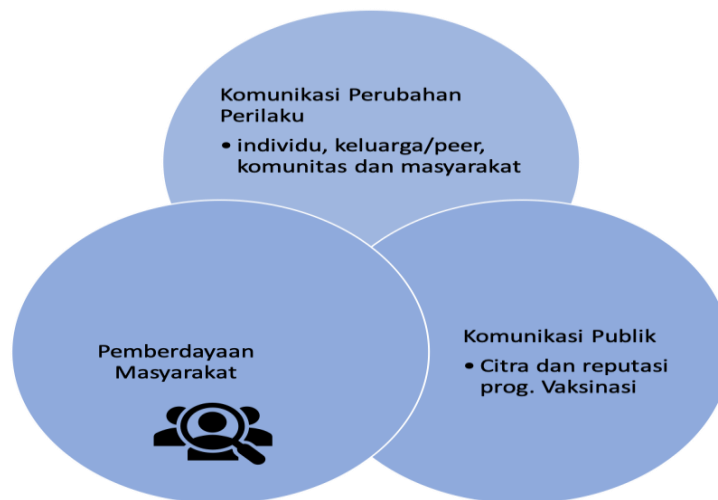 Komunikasi Perubahan
Perilaku
• individu, keluarga/peer,
komunitas dan masyarakat
Pemberdayaan
Masyarakat
Komunikasi Publik
• Citra dan reputasi
prog. Vaksinasi